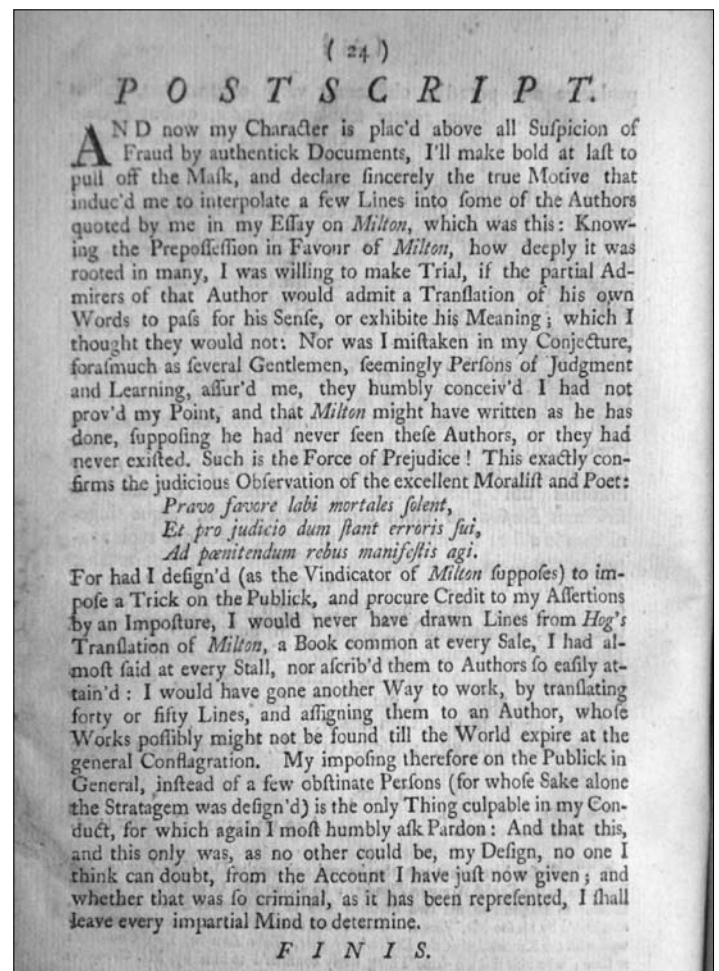 ( 24 )
POSTSCRIPT.
AND now my Character is plac'd above all Suſpicion of
Fraud by authentick Documents, I'll make bold at laſt to
pull off the Maſk, and declare ſincerely the true Motive that
induc'd me to interpolate a few Lines into ſome of the Authors
quoted by me in my Eſſay on Milton, which was this: Know-
ing the Prepoſſeſſion in Favour of Milton, how deeply it was
rooted in many, I was willing to make Trial, if the partial Ad-
mirers of that Author would admit a Tranſlation of his own
Words to paſs for his Senſe, or exhibite his Meaning; which I
thought they would not: Nor was I miſtaken in my Conjecture,
foraſmuch as ſeveral Gentlemen, ſeemingly Perſons of Judgment
and Learning, aſſur'd me, they humbly conceiv'd I had not
prov'd my Point, and that Milton might have written as he has
done, ſuppoſing he had never ſeen theſe Authors, or they had
never exiſted. Such is the Force of Prejudice! This exactly con-
firms the judicious Obſervation of the excellent Moraliſt and Poet:
Pravo favore labi mortales ſolent,
Et pro judicio dum ſtant erroris ſui,
Ad pœnitendum rebus manifeſtis agi.
For had I deſign'd (as the Vindicator of Milton ſuppoſes) to im-
poſe a Trick on the Publick, and procure Credit to my Aſſertions
by an Impoſture, I would never have drawn Lines from Hog's
Tranſlation of Milton, a Book common at every Sale, I had al-
moſt ſaid at every Stall, nor aſcrib'd them to Authors ſo eaſily at-
tain'd: I would have gone another Way to work, by tranſlating
forty or fifty Lines, and aſſigning them to an Author, whoſe
Works poſſibly might not be found till the World expire at the
general Conflagration. My impoſing therefore on the Publick in
General, inſtead of a few obſtinate Perſons (for whoſe Sake alone
the Stratagem was deſign'd) is the only Thing culpable in my Con-
duct, for which again I moſt humbly aſk Pardon: And that this,
and this only was, as no other could be, my Deſign, no one I
think can doubt, from the Account I have juſt now given; and
whether that was ſo criminal, as it has been repreſented, I ſhall
leave every impartial Mind to determine.
FINIS.